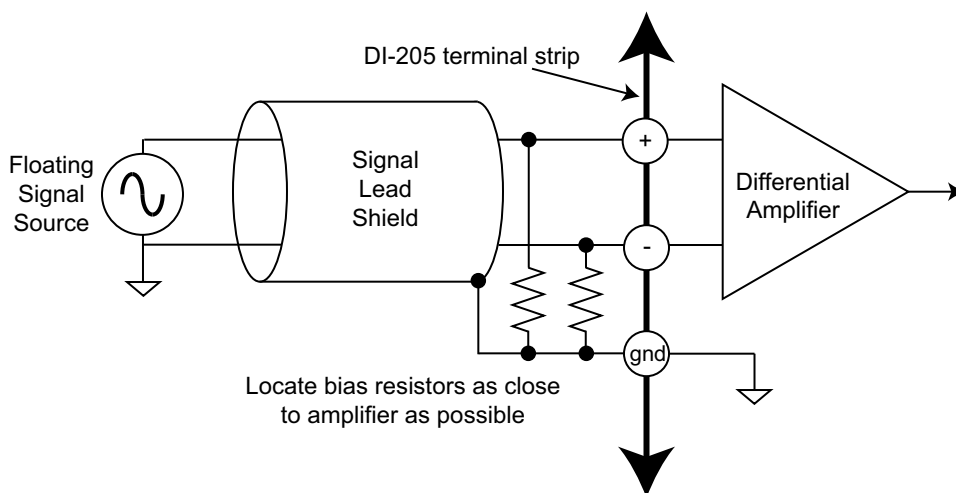 DI-205 terminal strip
Floating
Signal
Source
Signal
Lead
Shield
+
-
gnd
Differential
Amplifier
Locate bias resistors as close
to amplifier as possible